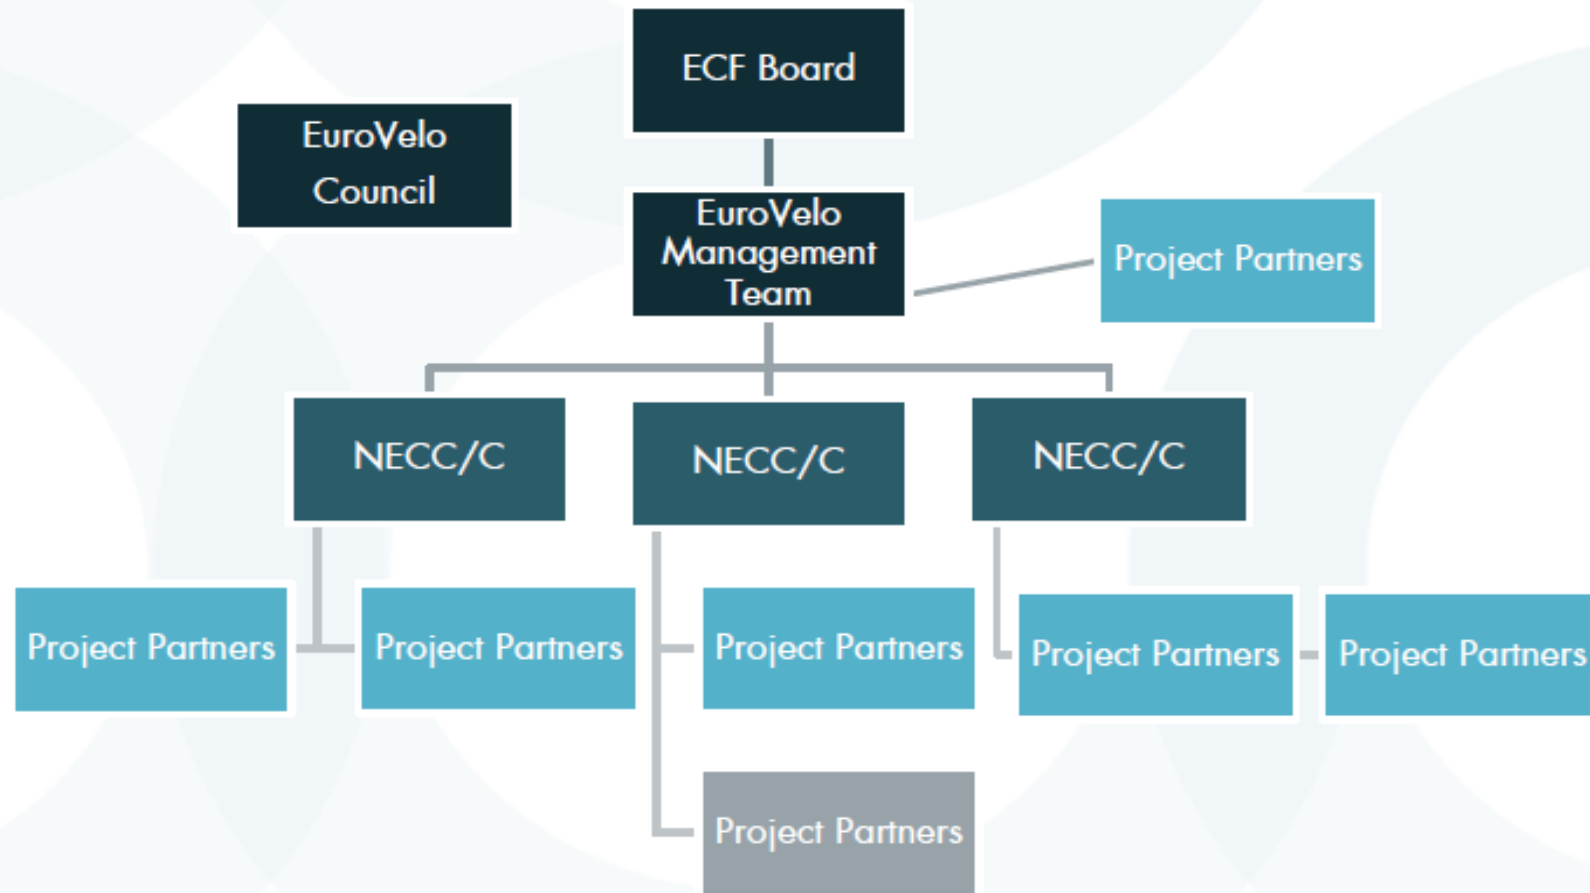 ECF Board
EuroVelo
Council
EuroVelo
Management
Team
Project Partners
NECC/C
NECC/C
NECC/C
Project Partners
Project Partners
Project Partners
Project Partners
Project Partners
Project Partners